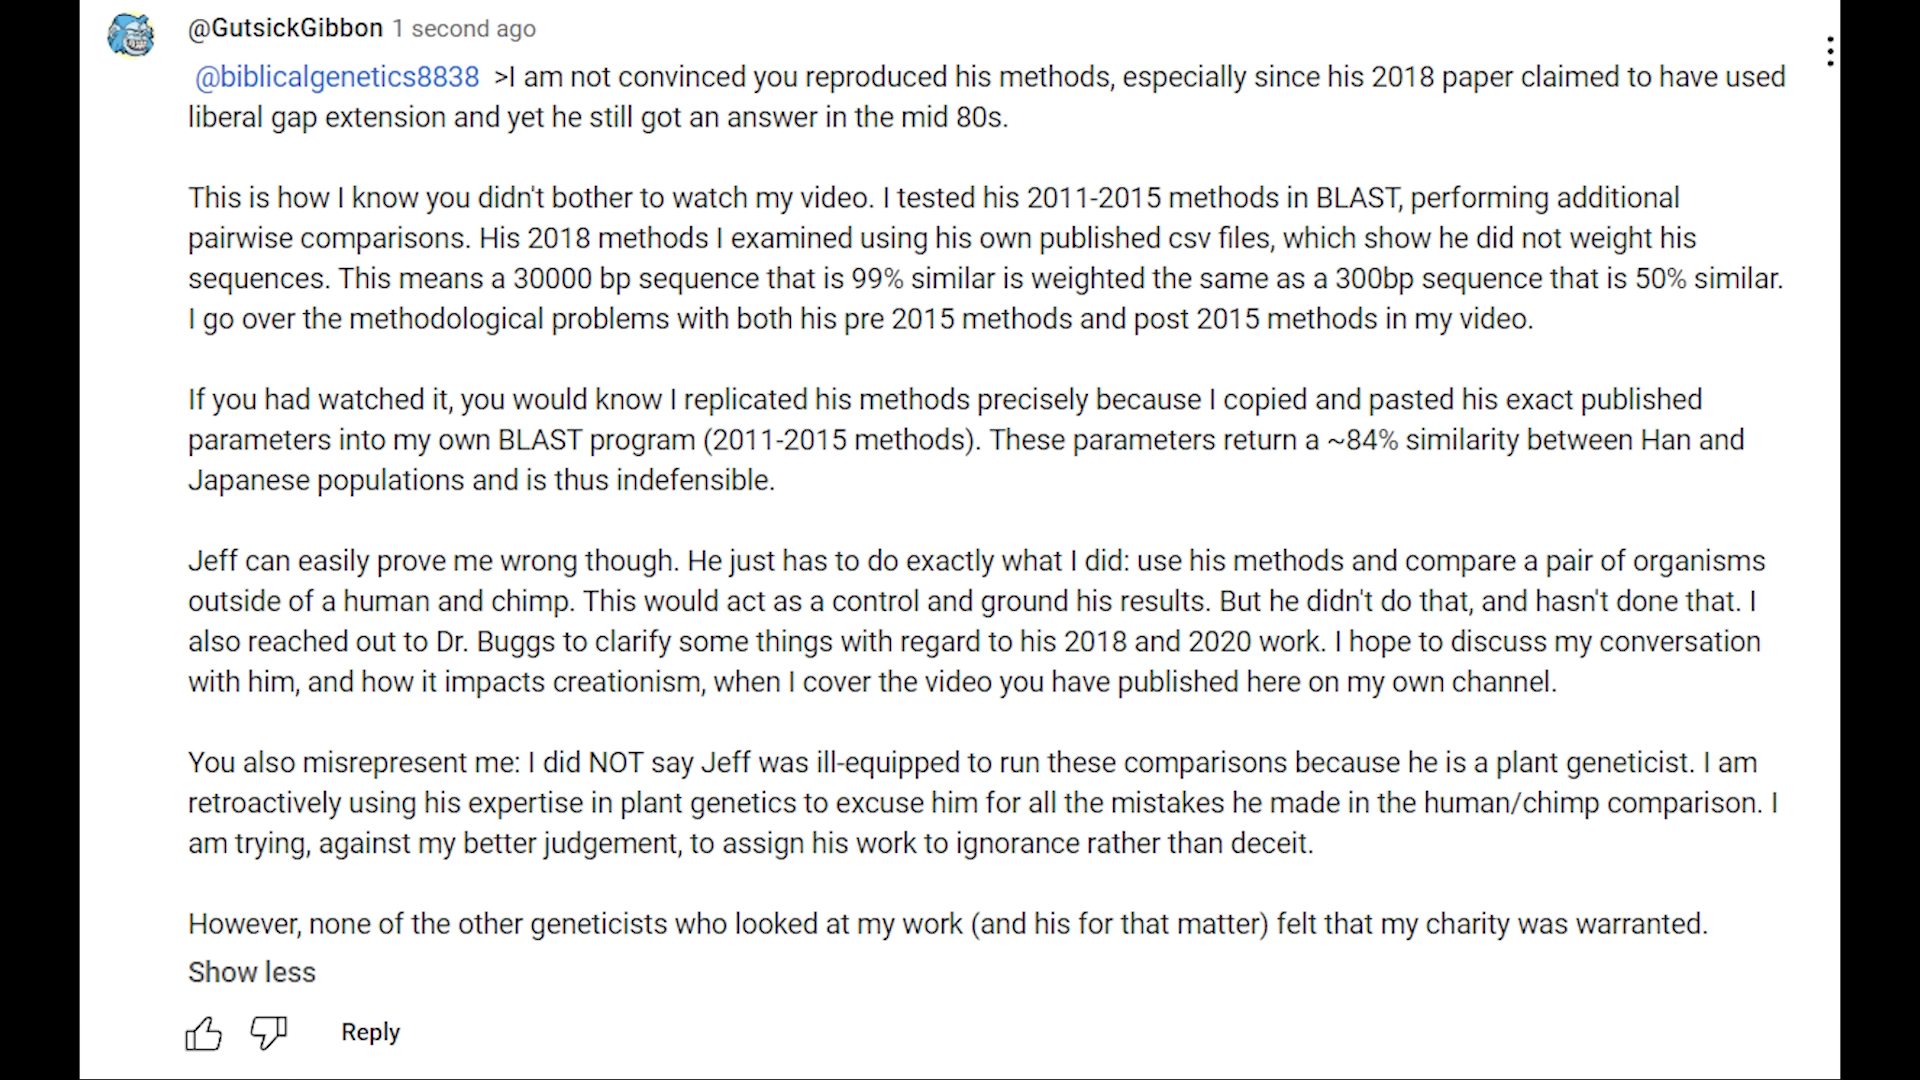 @GutsickGibbon 1 second ago
@biblicalgenetics8838 >I am not convinced you reproduced his methods, especially since his 2018 paper claimed to have used
liberal gap extension and yet he still got an answer in the mid 80s.
This is how I know you didn't bother to watch my video. I tested his 2011-2015 methods in BLAST, performing additional
pairwise comparisons. His 2018 methods I examined using his own published csv files, which show he did not weight his
sequences. This means a 30000 bp sequence that is 99% similar is weighted the same as a 300bp sequence that is 50% similar.
I go over the methodological problems with both his pre 2015 methods and post 2015 methods in my video.
If you had watched it, you would know I replicated his methods precisely because I copied and pasted his exact published
parameters into my own BLAST program (2011-2015 methods). These parameters return a ~84% similarity between Han and
Japanese populations and is thus indefensible.
Jeff can easily prove me wrong though. He just has to do exactly what I did: use his methods and compare a pair of organisms
outside of a human and chimp. This would act as a control and ground his results. But he didn't do that, and hasn't done that. I
also reached out to Dr. Buggs to clarify some things with regard to his 2018 and 2020 work. I hope to discuss my conversation
with him, and how it impacts creationism, when I cover the video you have published here on my own channel.
You also misrepresent me: I did NOT say Jeff was ill-equipped to run these comparisons because he is a plant geneticist. I am
retroactively using his expertise in plant genetics to excuse him for all the mistakes he made in the human/chimp comparison. I
am trying, against my better judgement, to assign his work to ignorance rather than deceit.
However, none of the other geneticists who looked at my work (and his for that matter) felt that my charity was warranted.
Show less
Reply